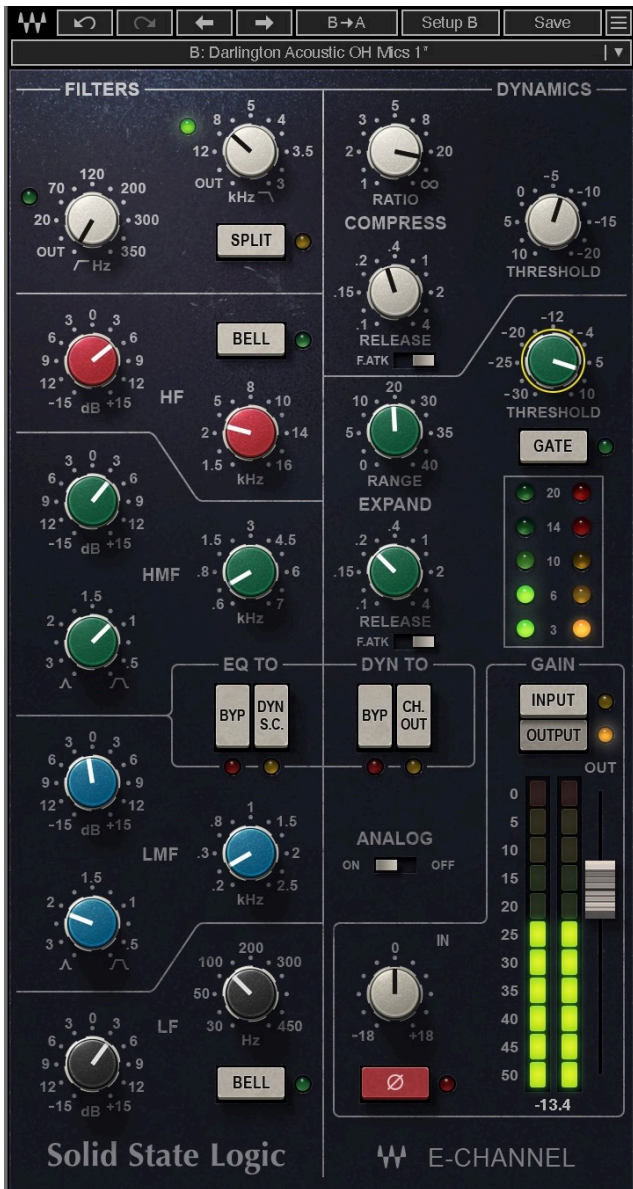 B→A Setup B Save
B: Darlington Acoustic OH Mics 1*
FILTERS
DYNAMICS
5
8 4
12 3.5
OUT 3
kHz
120
70 200
20 300
OUT 350
Hz
SPLIT
5
3 8
2 20
1 ∞
RATIO
COMPRESS
.4
.2 1
.15 2
.1 4
RELEASE
F.ATK
-5
0 -10
5 -15
10 -20
THRESHOLD
0
3 3
6 6
9 9
12 12
-15 dB +15
HF
BELL
8
5 10
2 14
1.5 16
kHz
-12
-20 -4
-25 5
-30 10
THRESHOLD
GATE
20
10 30
5 35
0 40
RANGE
EXPAND
.4
.2 1
.15 2
.1 4
RELEASE
F.ATK
20
14
10
6
3
0
3 3
6 6
9 9
12 12
-15 dB +15
HMF
3
1.5 4.5
.8 6
.6 7
kHz
1.5
2 1
3 .5
EQ TO
BYP
DYN
S.C.
DYN TO
BYP
CH.
OUT
GAIN
INPUT
OUTPUT
OUT
0
3 3
6 6
9 9
12 12
-15 dB +15
LMF
1
.8 1.5
.3 2
.2 2.5
kHz
1.5
2 1
3 .5
ANALOG
ON OFF
0
5
10
15
20
25
30
35
40
45
50
-13.4
IN
0
-18 +18
Ø
200
100 300
50
30 450
Hz
LF
0
3 3
6 6
9 9
12 12
-15 dB +15
BELL
Solid State Logic
E-CHANNEL